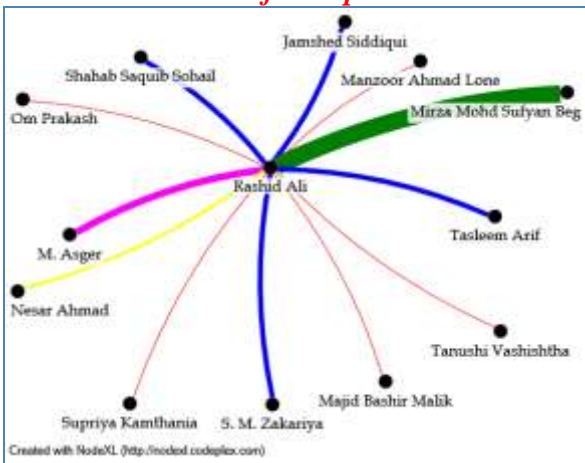 Jamshed Siddiqui
Shahab Saquib Sohail
Manzoor Ahmad Lone
Om Prakash
Mirza Mohd Sufyan Beg
Rashid Ali
M. Asger
Tasleem Arif
Nesar Ahmad
Tanushi Vashishtha
Majid Bashir Malik
Supriya Kamthania
S. M. Zakariya
Created with NodeXL (http://nodexl.codeplex.com)